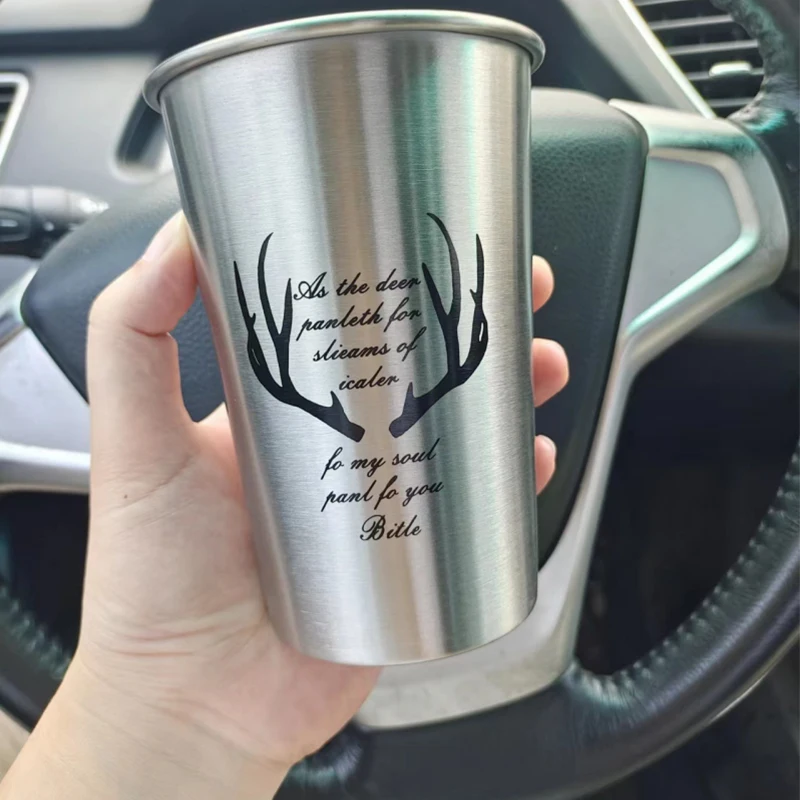 As the deer
panleth for
slieams of
icaler
fo my soul
panl fo you
Bitle